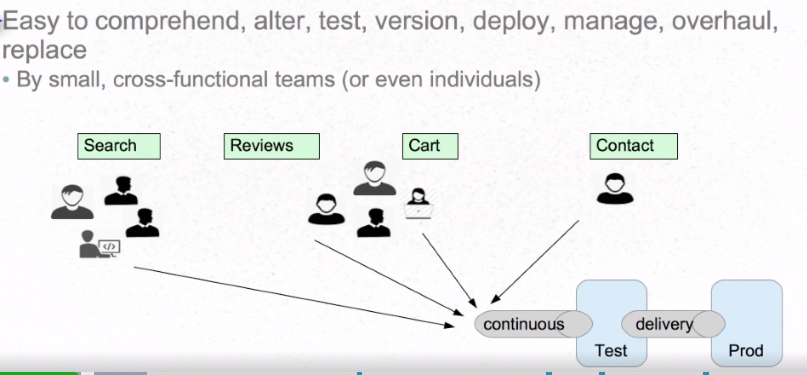 Easy to comprehend, alter, test, version, deploy, manage, overhaul,
replace
• By small, cross-functional teams (or even individuals)
Search
Reviews
Cart
Contact
</>
continuous
delivery
Test
Prod